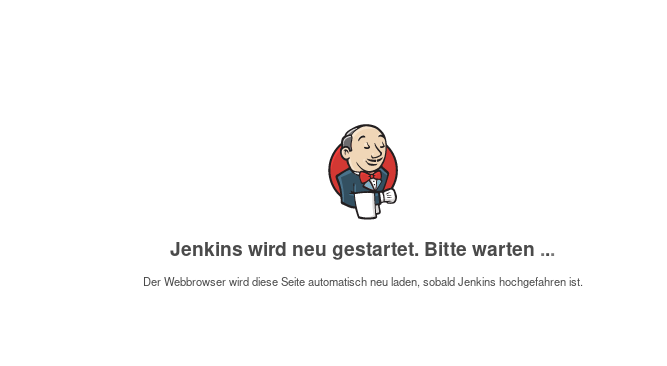 Jenkins wird neu gestartet. Bitte warten ...
Der Webbrowser wird diese Seite automatisch neu laden, sobald Jenkins hochgefahren ist.